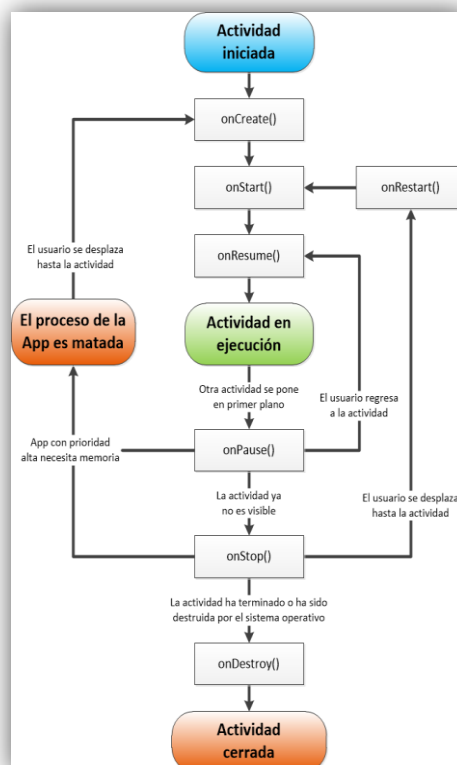 Actividad
iniciada
onCreate()
onStart()
onRestart()
El usuario se desplaza
hasta la actividad
onResume()
El proceso de la
App es matada
Actividad en
ejecución
Otra actividad se pone
en primer plano
El usuario regresa
a la actividad
App con prioridad
alta necesita memoria
onPause()
La actividad ya
no es visible
El usuario se desplaza
hasta la actividad
onStop()
La actividad ha terminado o ha sido
destruida por el sistema operativo
onDestroy()
Actividad
cerrada